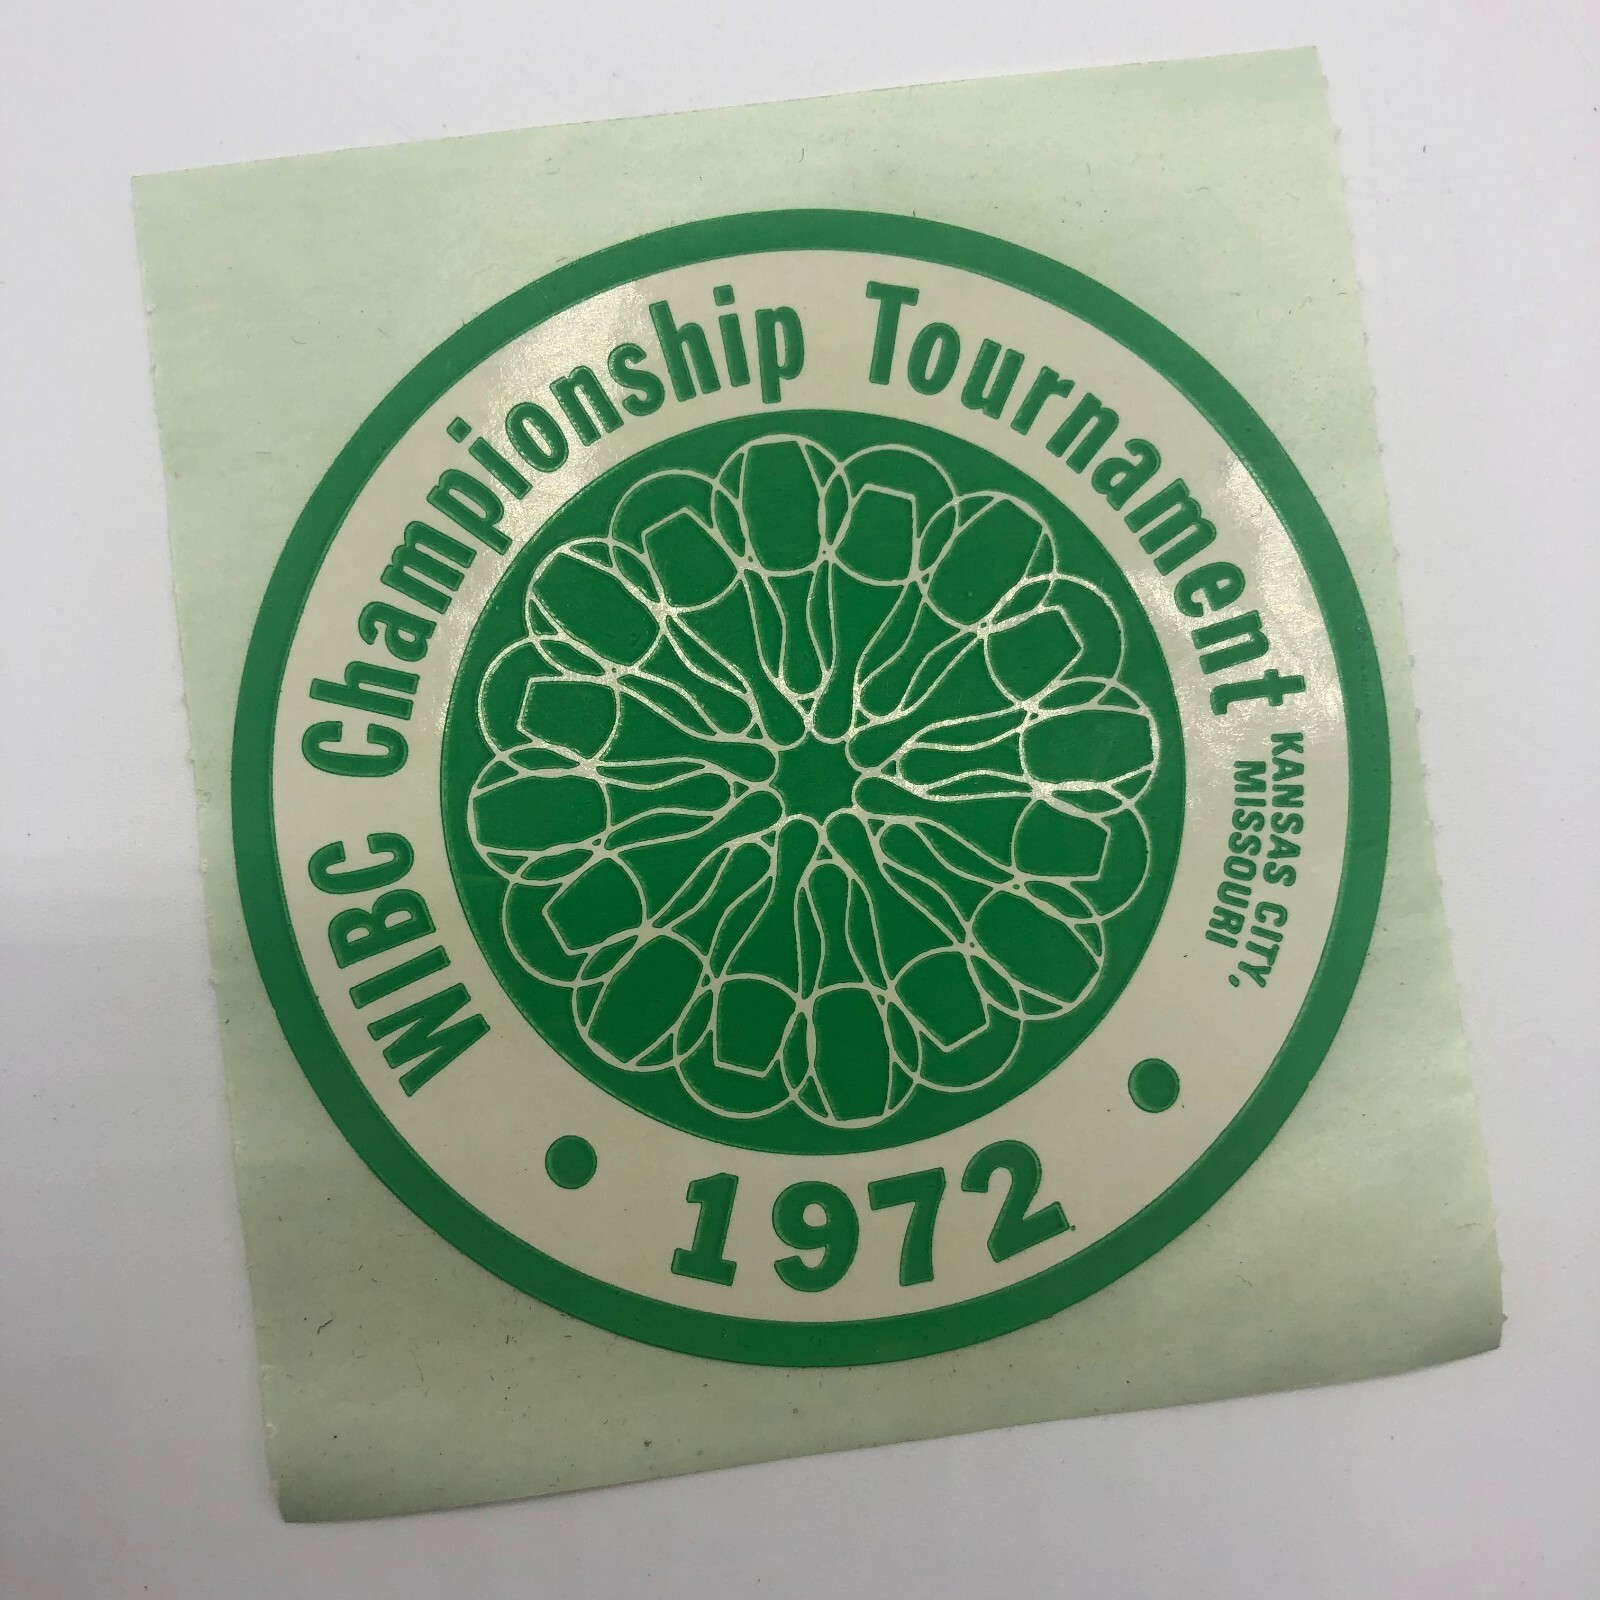 WIBC Championship Tournament
KANSAS CITY,
MISSOURI
• 1972 •